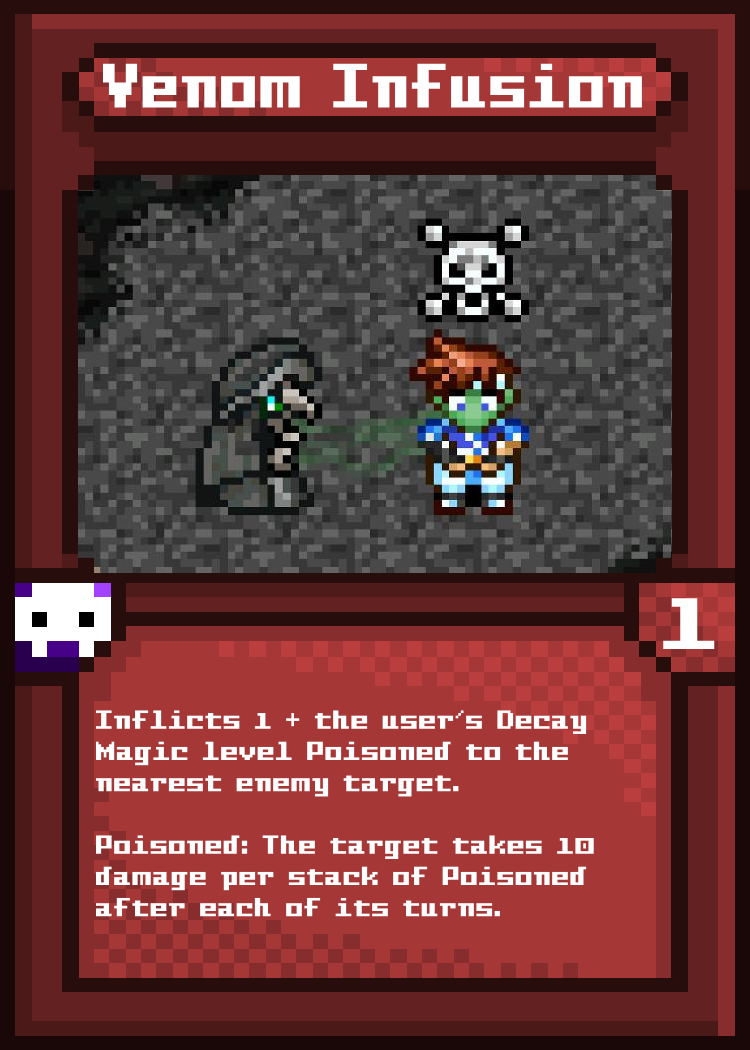 Venom Infusion
1
Inflicts 1 + the user's Decay
Magic level Poisoned to the
nearest enemy target.
Poisoned: The target takes 10
damage per stack of Poisoned
after each of its turns.